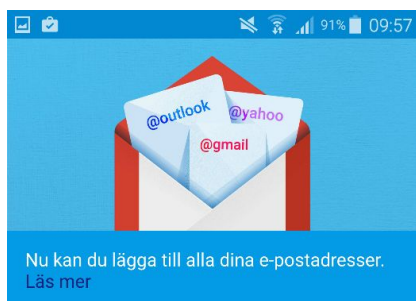 91% 09:57
@outlook
@yahoo
@gmail
Nu kan du lägga till alla dina e-postadresser.
Läs mer